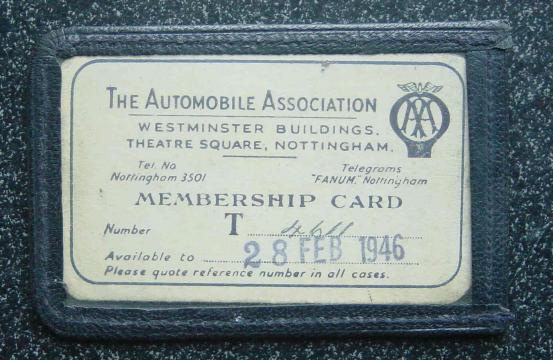 THE AUTOMOBILE ASSOCIATION
AA
WESTMINSTER BUILDINGS.
THEATRE SQUARE, NOTTINGHAM.
Tel. No Telegrams
Nottingham 3501 "FANUM," Nottingham
MEMBERSHIP CARD
Number T
Available to 28 FEB 1946
Please quote reference number in all cases.